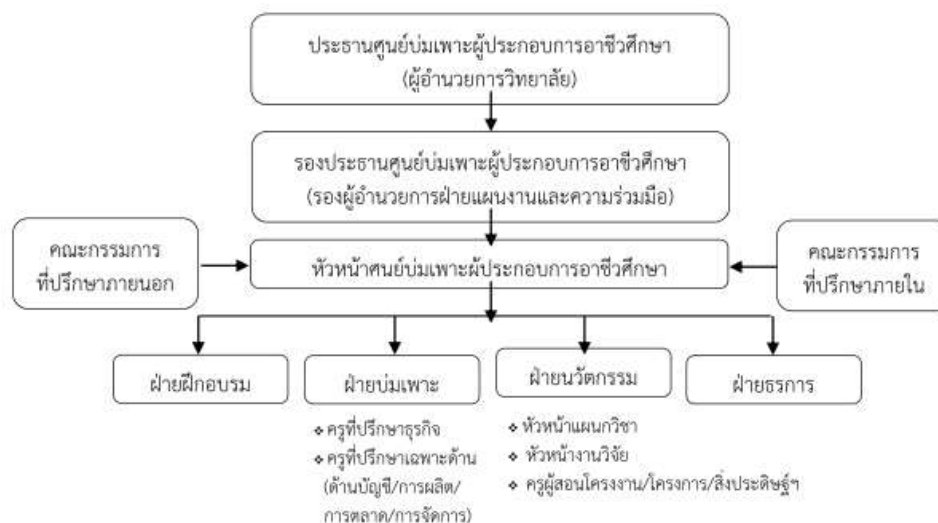 ประธานศูนย์บ่มเพาะผู้ประกอบการอาชีวศึกษา
(ผู้อำนวยการวิทยาลัย)
รองประธานศูนย์บ่มเพาะผู้ประกอบการอาชีวศึกษา
(รองผู้อำนวยการฝ่ายแผนงานและความร่วมมือ)
คณะกรรมการ
ที่ปรึกษาภายนอก
หัวหน้าศูนย์บ่มเพาะผู้ประกอบการอาชีวศึกษา
คณะกรรมการ
ที่ปรึกษาภายใน
ฝ่ายฝึกอบรม
ฝ่ายบ่มเพาะ
❖ ครูที่ปรึกษาธุรกิจ
❖ ครูที่ปรึกษาเฉพาะด้าน
(ด้านบัญชี/การผลิต/
การตลาด/การจัดการ)
ฝ่ายนวัตกรรม
❖ หัวหน้าแผนกวิชา
❖ หัวหน้างานวิจัย
❖ ครูผู้สอนโครงงาน/โครงการ/สิ่งประดิษฐ์ฯ
ฝ่ายธุรการ